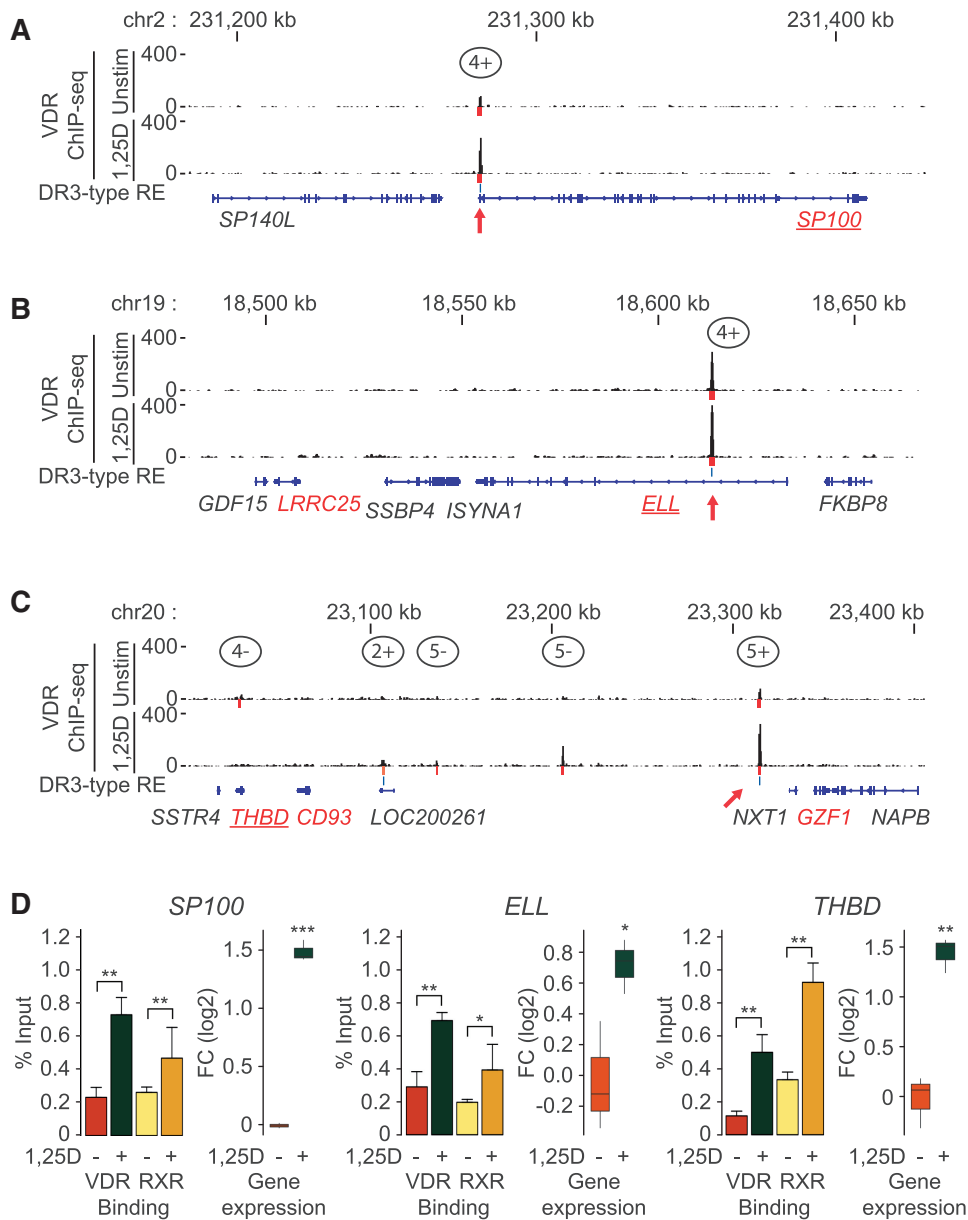 A
chr2 : 231,200 kb 231,300 kb 231,400 kb
VDR ChIP-seq
Unstim
400
0
4+
1,25D
400
0
DR3-type RE
SP140L SP100
B
chr19 : 18,500 kb 18,550 kb 18,600 kb 18,650 kb
VDR ChIP-seq
Unstim
400
0
4+
1,25D
400
0
DR3-type RE
GDF15 LRRC25 SSBP4 ISYNA1 ELL FKBP8
C
chr20 : 23,100 kb 23,200 kb 23,300 kb 23,400 kb
VDR ChIP-seq
Unstim
400
0
4- 2+ 5- 5- 5+
1,25D
400
0
DR3-type RE
SSTR4 THBD CD93 LOC200261 NXT1 GZF1 NAPB
D
SP100
% Input
1.2
1.0
0.8
0.6
0.4
0.2
0
** **
1,25D - + - +
VDR RXR
Binding
FC (log2)
1.5
1.0
0.5
0
***
- +
Gene
expression
ELL
% Input
1.2
1.0
0.8
0.6
0.4
0.2
0
** *
1,25D - + - +
VDR RXR
Binding
FC (log2)
0.8
0.6
0.4
0.2
0.0
-0.2
*
1,25D - +
Gene
expression
THBD
% Input
1.2
1.0
0.8
0.6
0.4
0.2
0
** **
1,25D - + - +
VDR RXR
Binding
FC (log2)
1.5
1.0
0.5
0
**
1,25D - +
Gene
expression